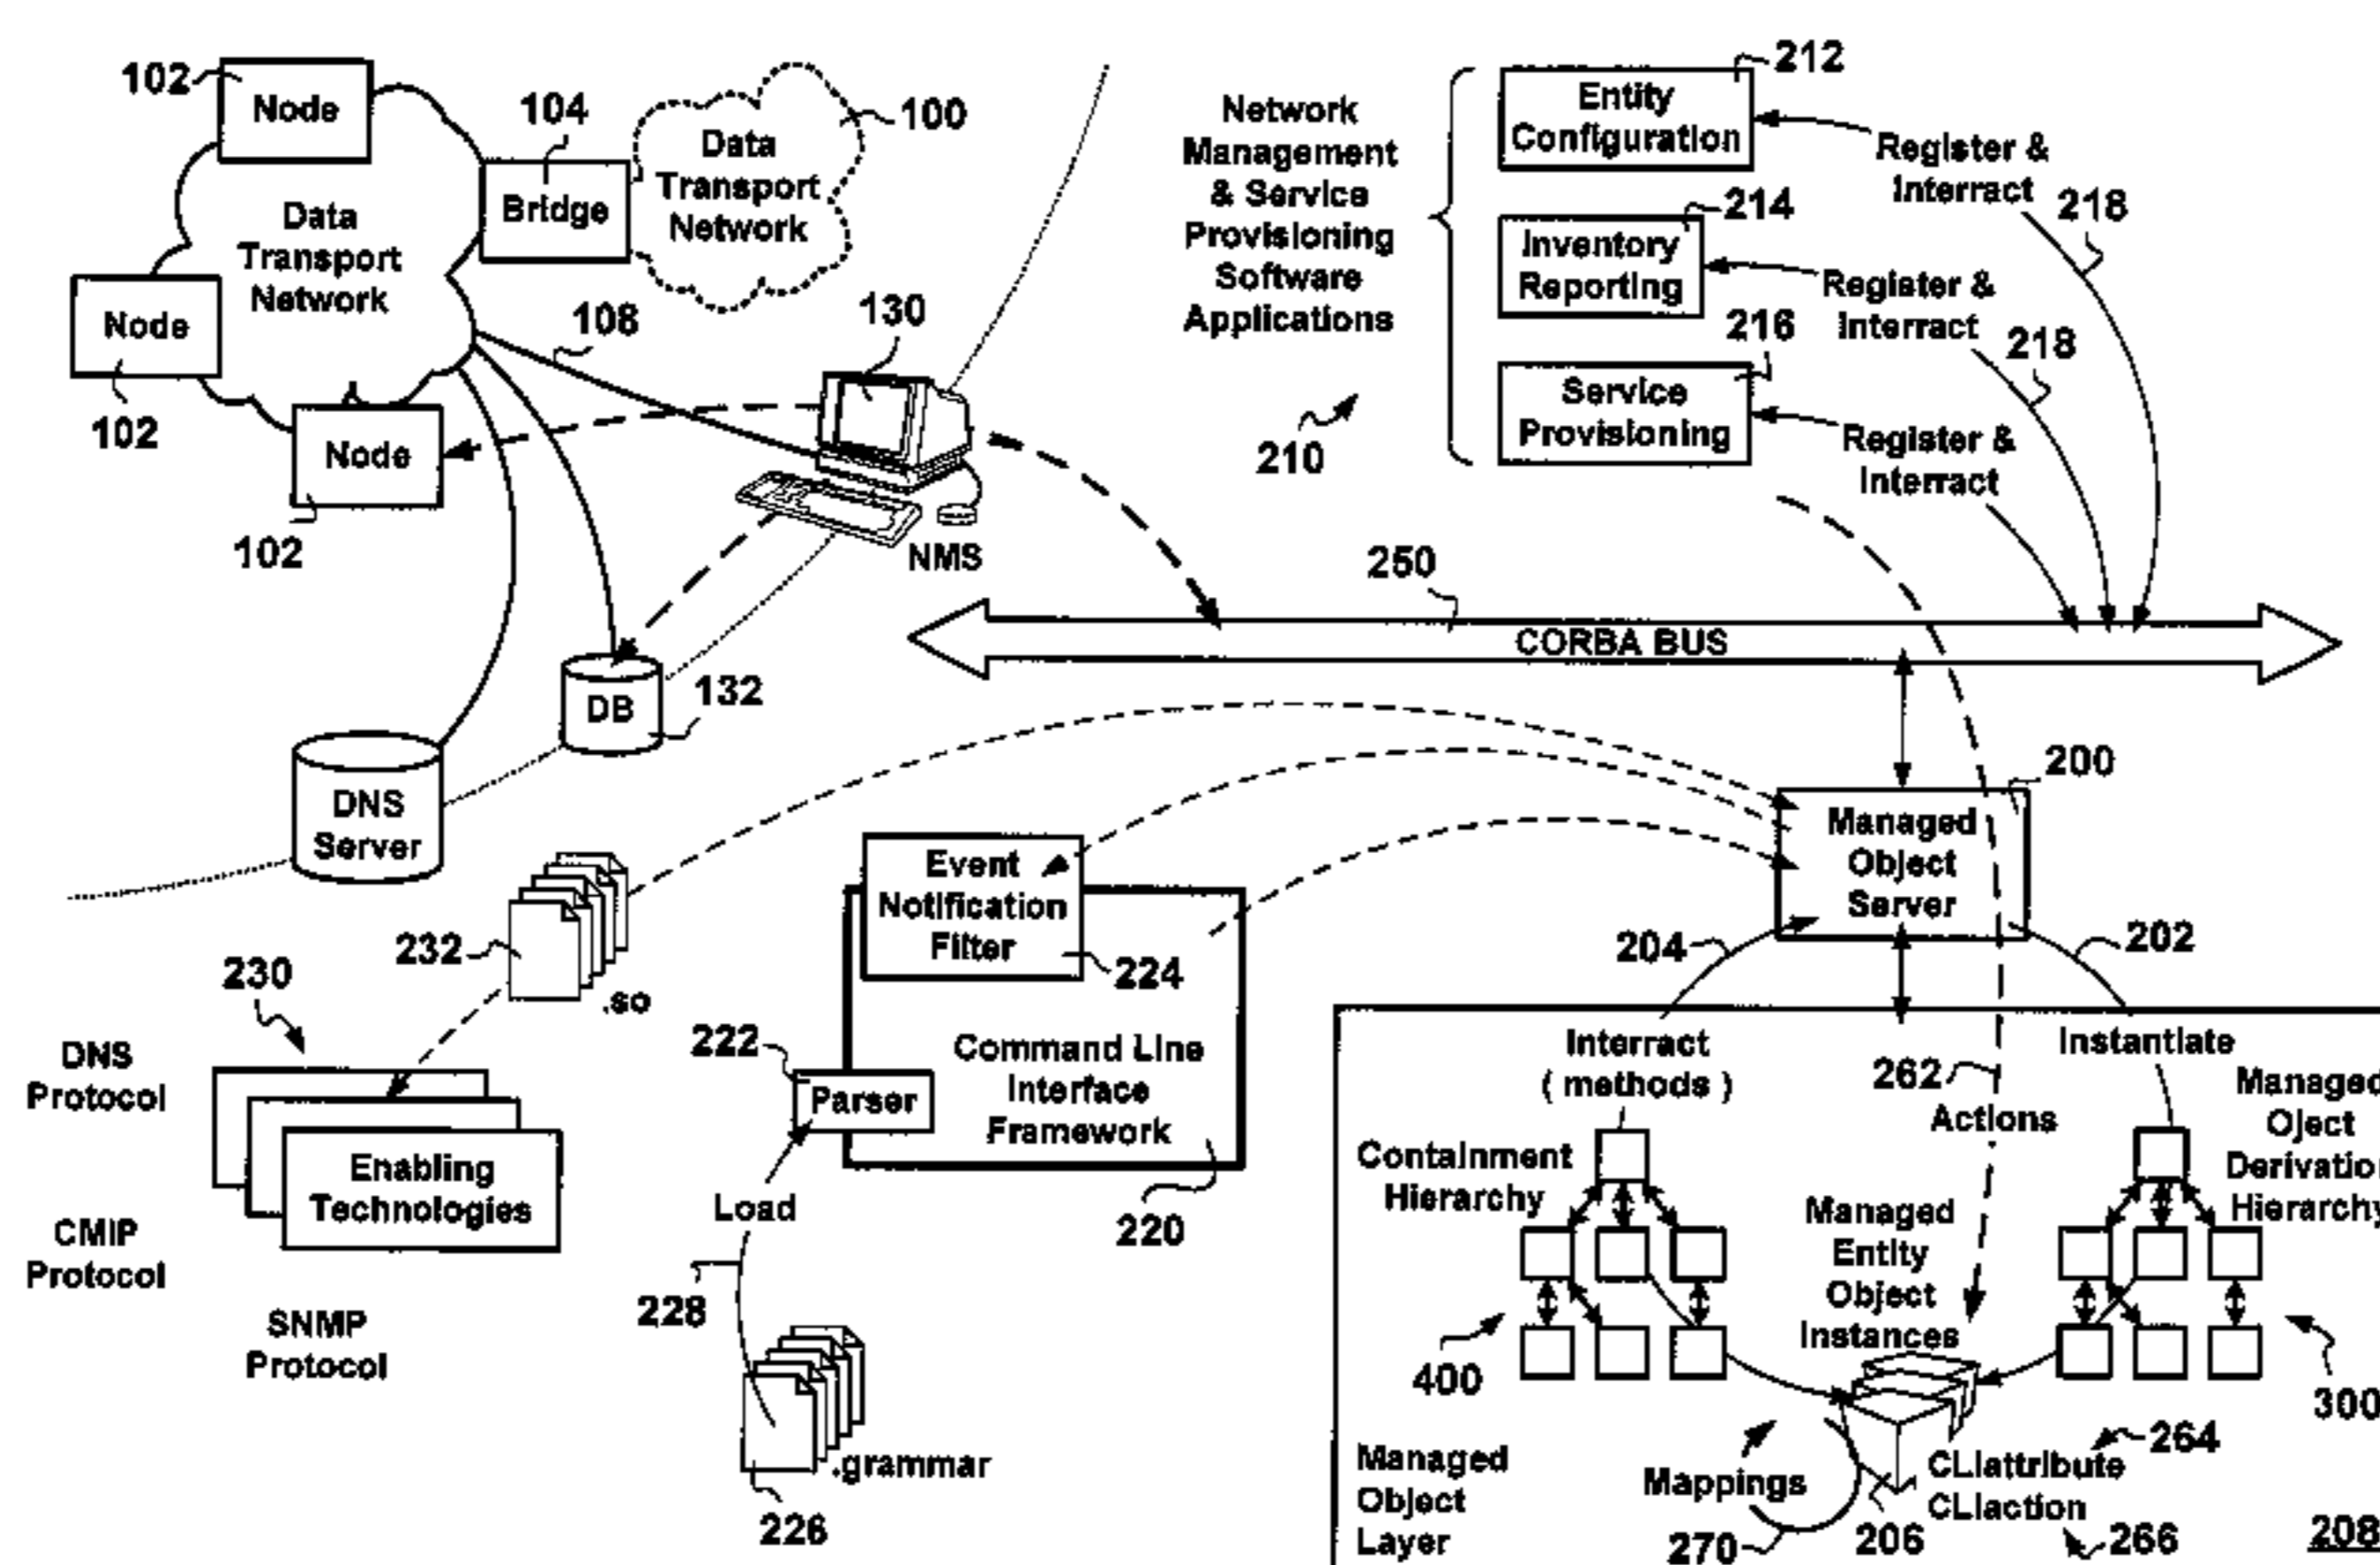 102
Node
104
Bridge
Data
Transport
Network
100
Data
Transport
Network
Node
102
108
130
Node
102
NMS
DB
132
DNS
Server
Network
Management
& Service
Provisioning
Software
Applications
210
212
Entity
Configuration
Register &
Interract
218
214
Inventory
Reporting
Register &
Interract
218
216
Service
Provisioning
Register &
Interract
250
CORBA BUS
200
Managed
Object
Server
204
202
232
.so
230
DNS
Protocol
Enabling
Technologies
CMIP
Protocol
SNMP
Protocol
Event
Notification
Filter
224
222
Parser
Command Line
Interface
Framework
220
Load
228
.grammar
226
Interract
( methods )
262
Actions
Instantiate
Managed
Oject
Derivation
Hierarchy
Containment
Hierarchy
Managed
Entity
Object
Instances
400
300
Managed
Object
Layer
Mappings
270
206
CLIattribute
CLIaction
264
266
208